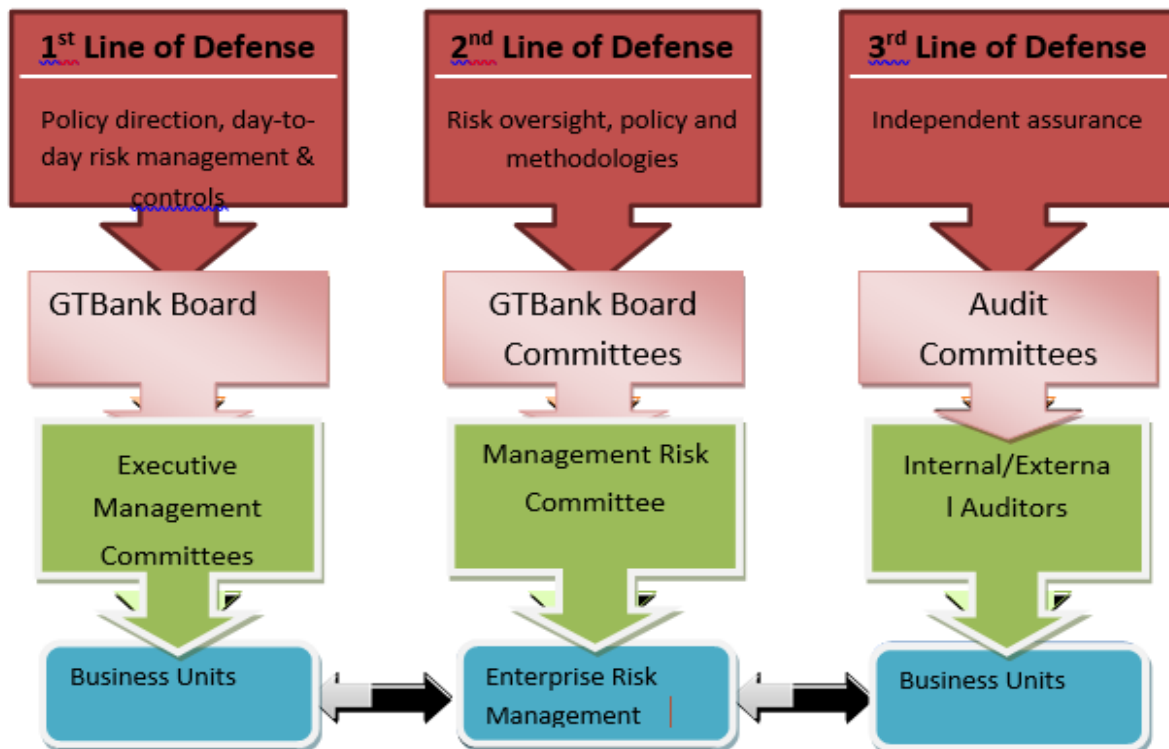 1st Line of Defense
Policy direction, day-to-
day risk management &
controls
GTBank Board
Executive
Management
Committees
Business Units
2nd Line of Defense
Risk oversight, policy and
methodologies
GTBank Board
Committees
Management Risk
Committee
Enterprise Risk
Management
3rd Line of Defense
Independent assurance
Audit
Committees
Internal/Externa
l Auditors
Business Units